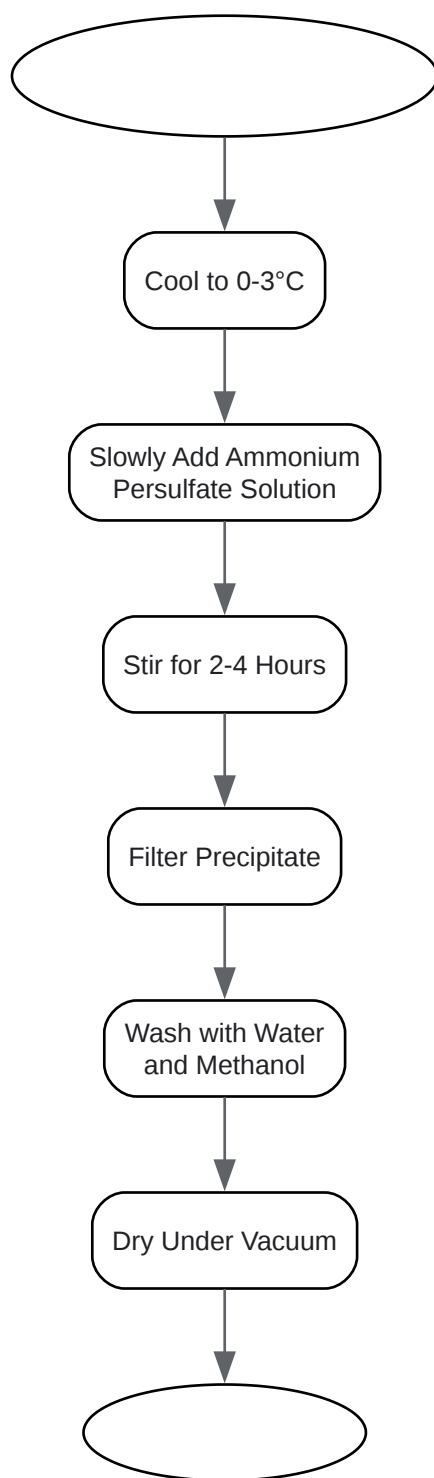 Cool to 0-3°C
Slowly Add Ammonium
Persulfate Solution
Stir for 2-4 Hours
Filter Precipitate
Wash with Water
and Methanol
Dry Under Vacuum